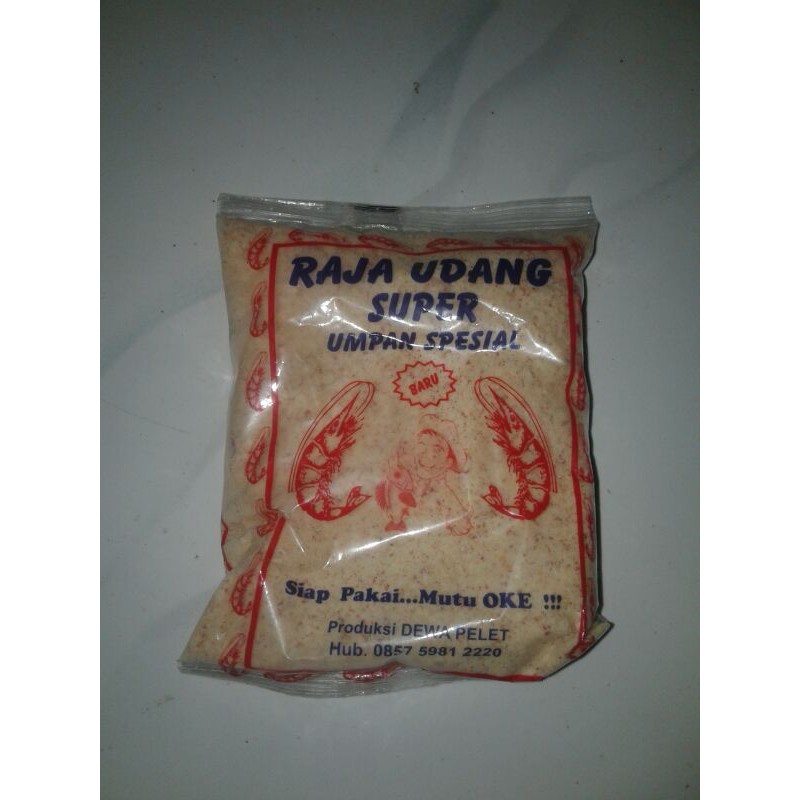 RAJA UDANG
SUPER
UMPAN SPESIAL
BARU
Siap Pakai...Mutu OKE !!!
Produksi DEWA PELET
Hub. 0857 5981 2220